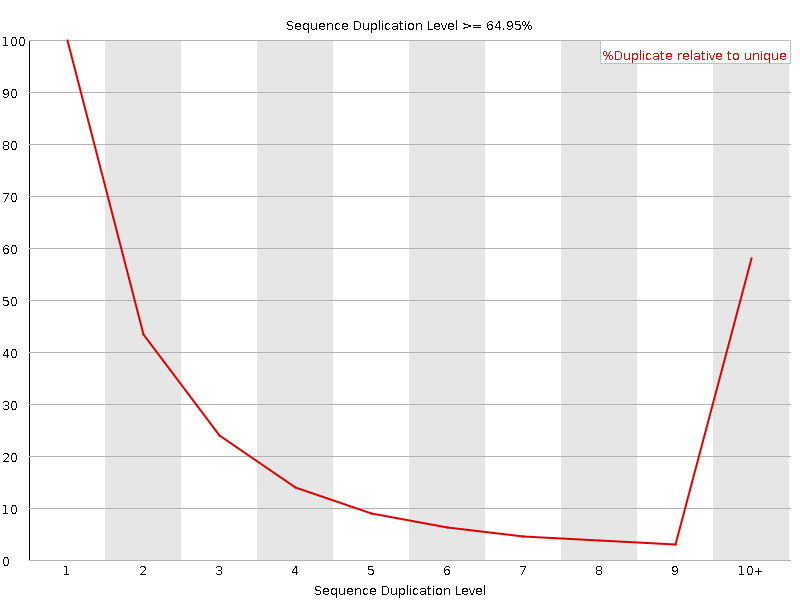 Sequence Duplication Level >= 64.95%
%Duplicate relative to unique
100
90
80
70
60
50
40
30
20
10
0
1 2 3 4 5 6 7 8 9 10+
Sequence Duplication Level